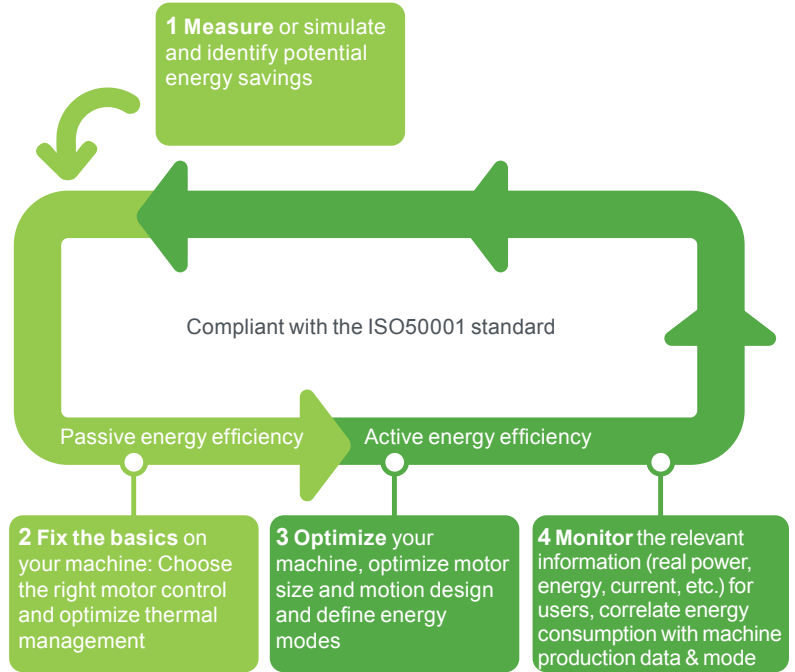 1 Measure or simulate
and identify potential
energy savings
Compliant with the ISO50001 standard
Passive energy efficiency
Active energy efficiency
2 Fix the basics on
your machine: Choose
the right motor control
and optimize thermal
management
3 Optimize your
machine, optimize motor
size and motion design
and define energy
modes
4 Monitor the relevant
information (real power,
energy, current, etc.) for
users, correlate energy
consumption with machine
production data & mode